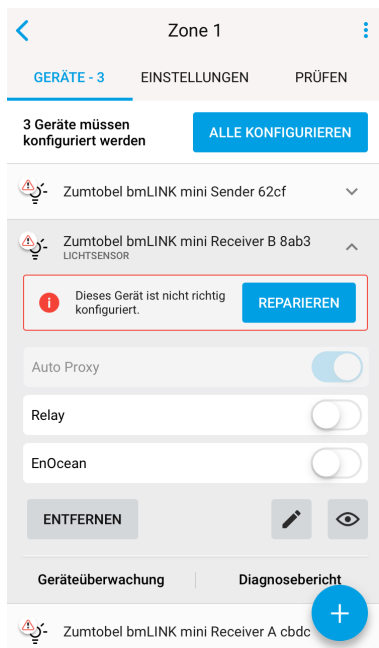 Zone 1
GERÄTE - 3
EINSTELLUNGEN
PRÜFEN
3 Geräte müssen
konfiguriert werden
ALLE KONFIGURIEREN
Zumtobel bmLINK mini Sender 62cf
Zumtobel bmLINK mini Receiver B 8ab3
LICHTSENSOR
Dieses Gerät ist nicht richtig
konfiguriert.
REPARIEREN
Auto Proxy
Relay
EnOcean
ENTFERNEN
Geräteüberwachung
Diagnosebericht
Zumtobel bmLINK mini Receiver A cbdc